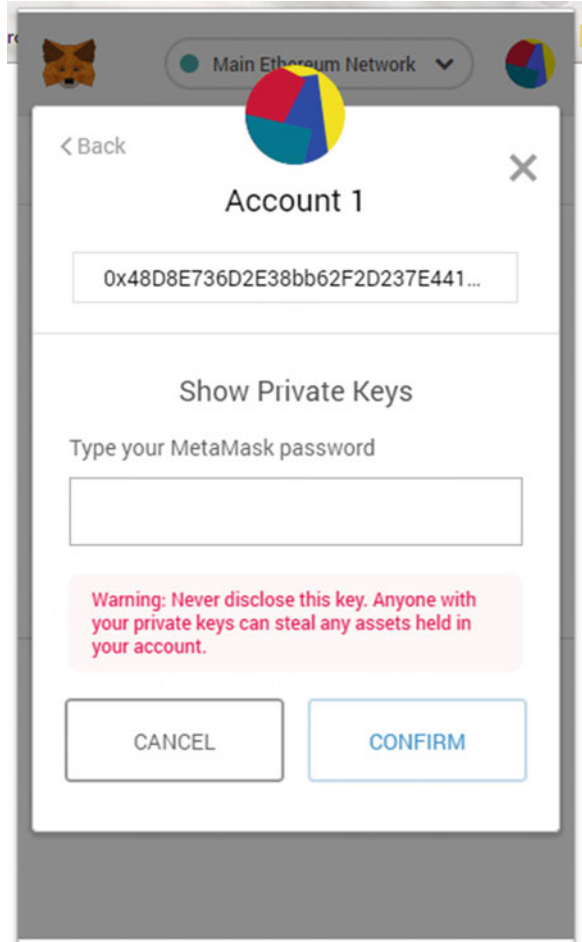 Main Ethereum Network
< Back
Account 1
0x48D8E736D2E38bb62F2D237E441...
Show Private Keys
Type your MetaMask password
Warning: Never disclose this key. Anyone with
your private keys can steal any assets held in
your account.
CANCEL
CONFIRM